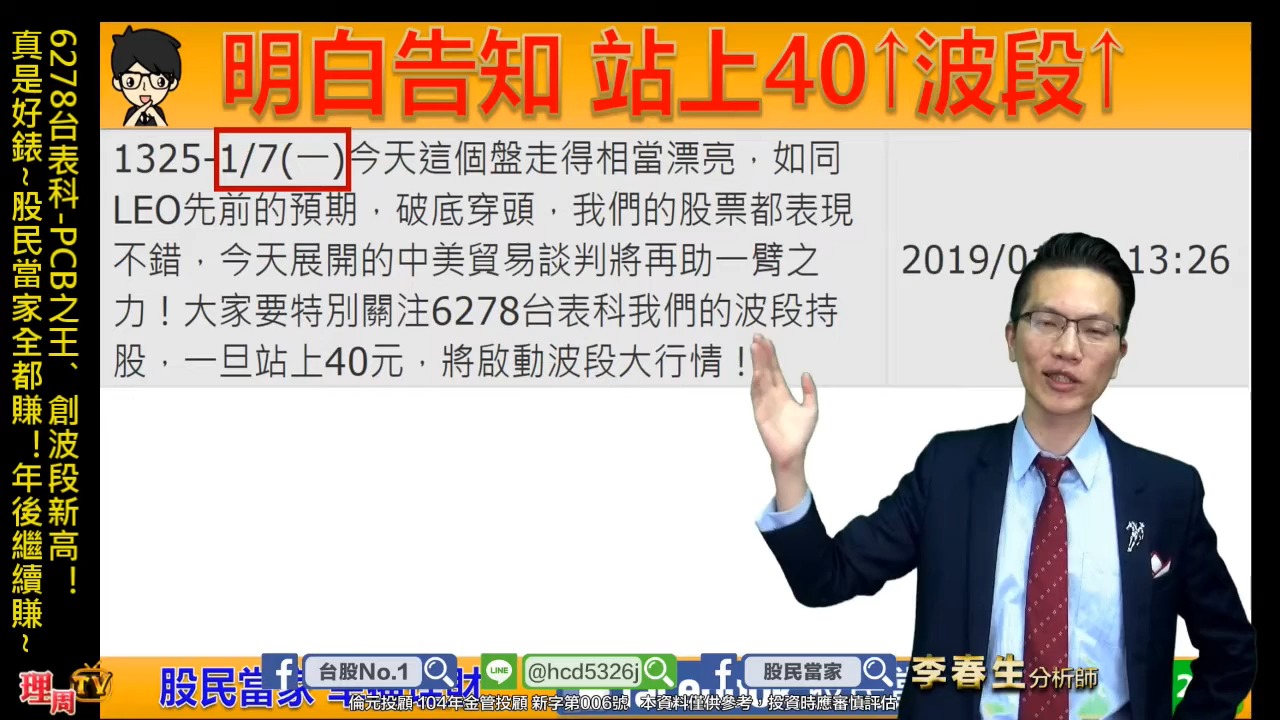 6278台表科-PCB之王、創波段新高！
真是好錶~股民當家全都賺！年後繼續賺~
明白告知 站上40↑波段↑
1325-1/7(一)今天這個盤走得相當漂亮，如同
LEO先前的預期，破底穿頭，我們的股票都表現
不錯，今天展開的中美貿易談判將再助一臂之
力！大家要特別關注6278台表科我們的波段持
股，一旦站上40元，將啟動波段大行情！
2019/0 13:26
理周TV
股民當家
台股No.1
LINE
@hcd5326j
股民當家
李春生分析師
倫元投顧 104年金管投顧 新字第006號 本資料僅供參考，投資時應審慎評估